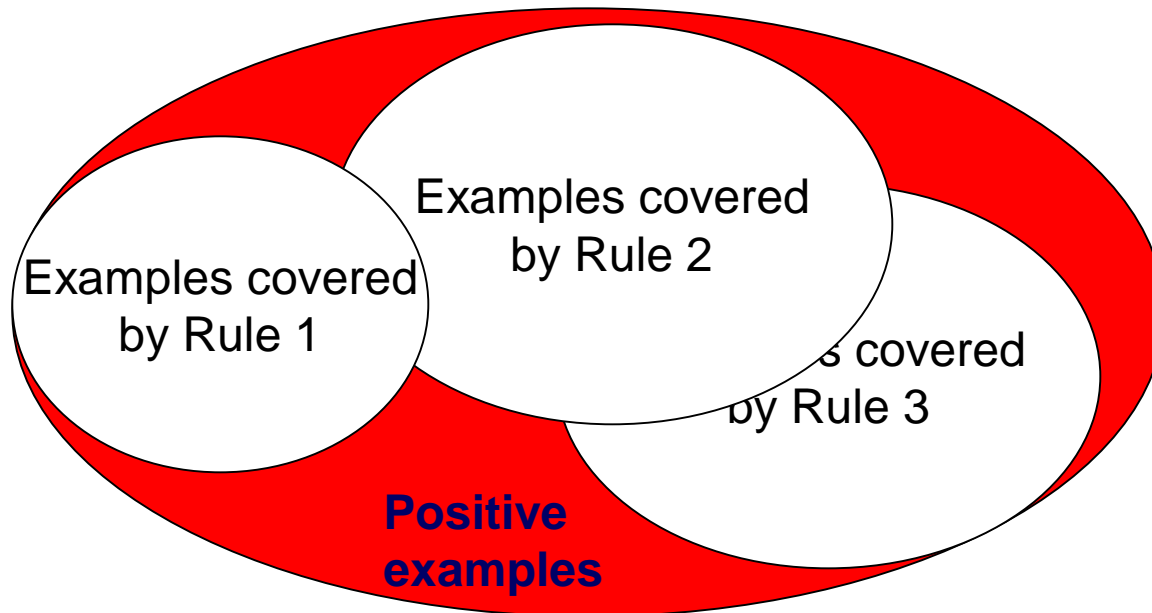 Examples covered
by Rule 2
Examples covered
by Rule 1
covered
by Rule 3
Positive
examples